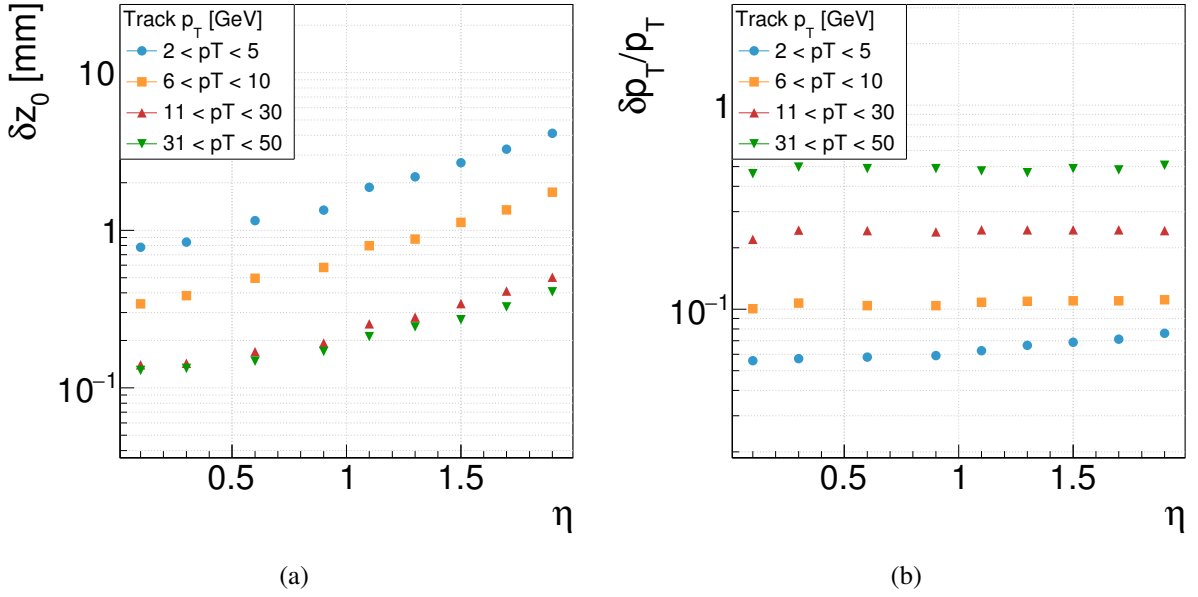 Track p_T [GeV]
2 < pT < 5
6 < pT < 10
11 < pT < 30
31 < pT < 50
δz_0 [mm]
10
1
10^−1
0.5 1 1.5
η
(a)
Track p_T [GeV]
2 < pT < 5
6 < pT < 10
11 < pT < 30
31 < pT < 50
δp_T/p_T
1
10^−1
0.5 1 1.5
η
(b)